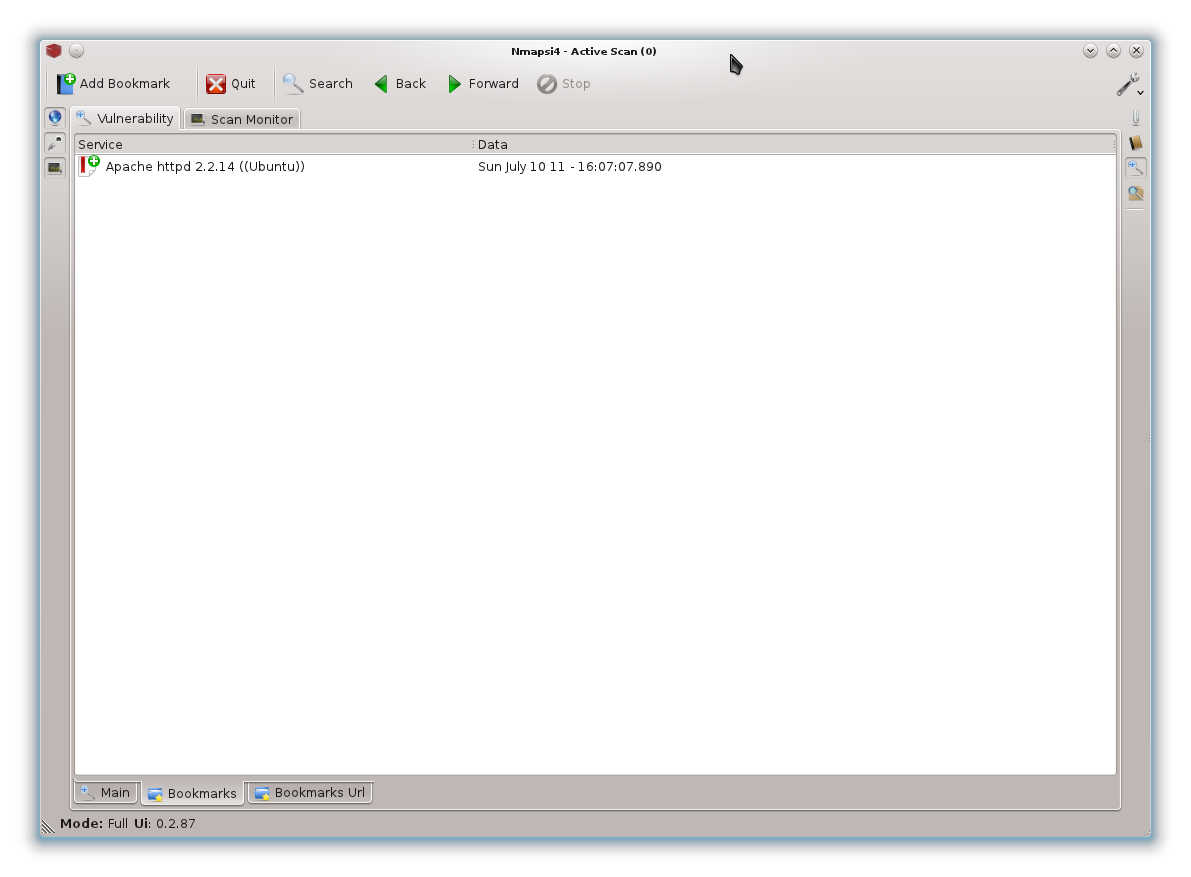 Nmapsi4 - Active Scan (0)
Add Bookmark Quit Search Back Forward Stop
Vulnerability Scan Monitor
Service Data
Apache httpd 2.2.14 ((Ubuntu)) Sun July 10 11 - 16:07:07.890
Main Bookmarks Bookmarks Url
Mode: Full Ui: 0.2.87